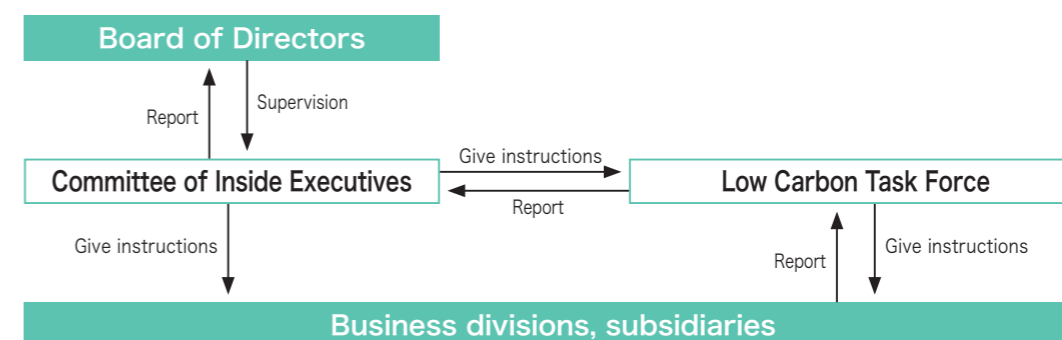 Board of Directors
Report
Supervision
Committee of Inside Executives
Give instructions
Report
Low Carbon Task Force
Give instructions
Report
Give instructions
Business divisions, subsidiaries